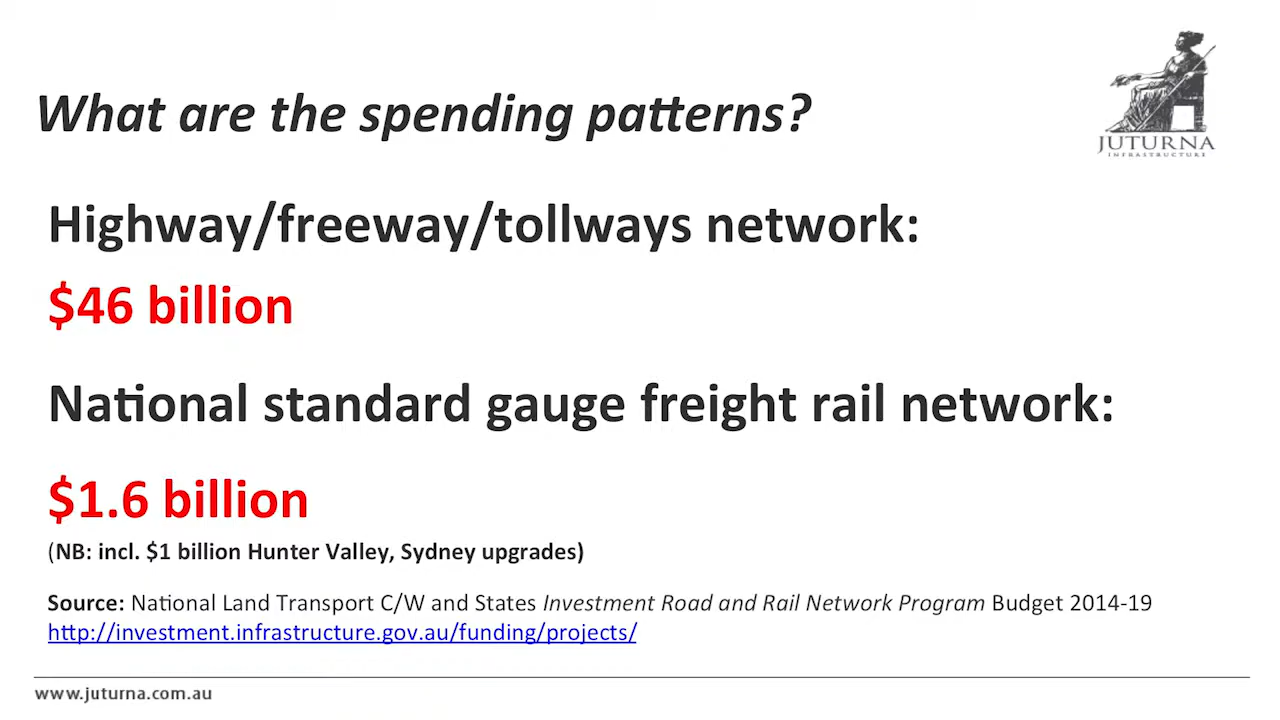 What are the spending patterns?
JUTURNA
INFRASTRUCTURE
Highway/freeway/tollways network:
$46 billion
National standard gauge freight rail network:
$1.6 billion
(NB: incl. $1 billion Hunter Valley, Sydney upgrades)
Source: National Land Transport C/W and States Investment Road and Rail Network Program Budget 2014-19
http://investment.infrastructure.gov.au/funding/projects/
www.juturna.com.au